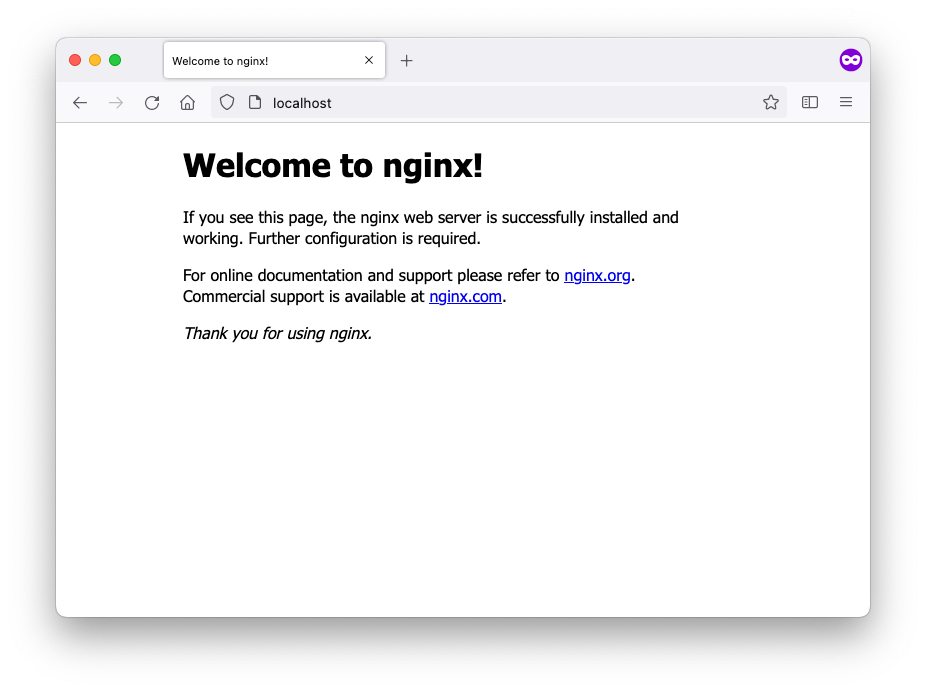 Welcome to nginx!
localhost
Welcome to nginx!
If you see this page, the nginx web server is successfully installed and
working. Further configuration is required.
For online documentation and support please refer to nginx.org.
Commercial support is available at nginx.com.
Thank you for using nginx.